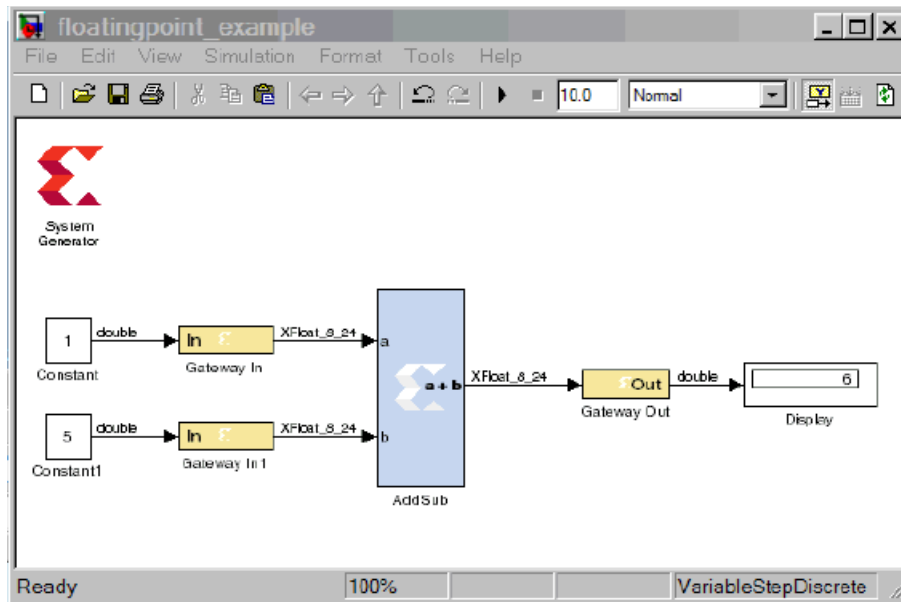 floatingpoint_example
File Edit View Simulation Format Tools Help
10.0 Normal
System
Generator
1 double In XFloat_8_24 a
Constant Gateway In
a + b XFloat_8_24 Out double 6
Gateway Out Display
5 double In XFloat_8_24 b
Constant1 Gateway In1
AddSub
Ready 100% VariableStepDiscrete